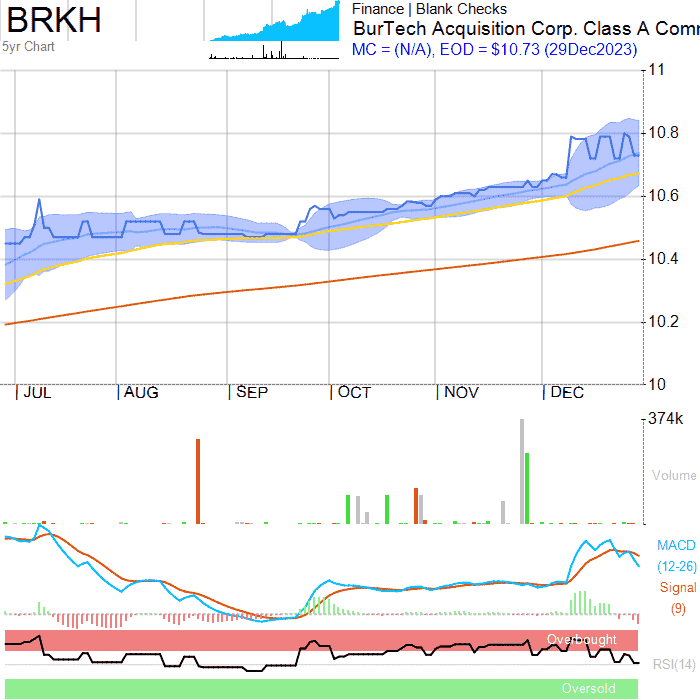 BRKH
5yr Chart
Finance | Blank Checks
BurTech Acquisition Corp. Class A Comm
MC = (N/A), EOD = $10.73 (29Dec2023)
11
10.8
10.6
10.4
10.2
10
JUL AUG SEP OCT NOV DEC
374k
Volume
MACD
(12-26)
Signal
(9)
Overbought
RSI(14)
Oversold